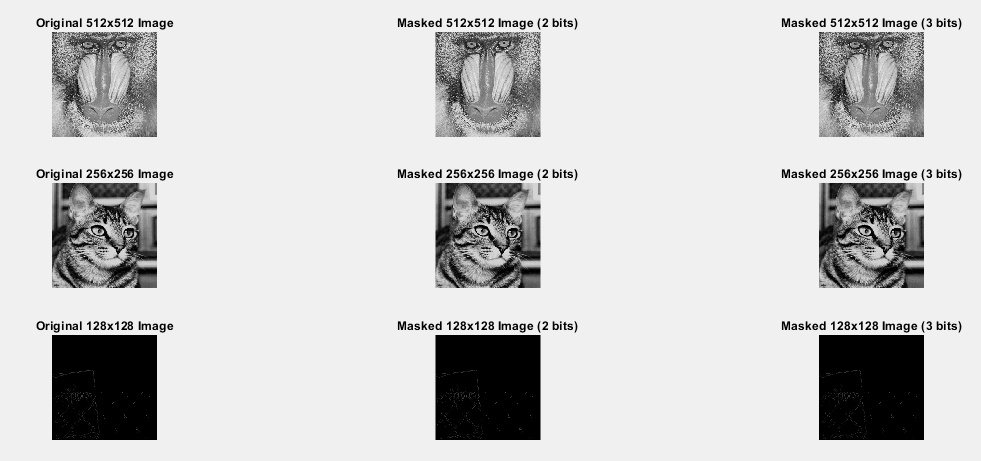 Original 512x512 Image
Masked 512x512 Image (2 bits)
Masked 512x512 Image (3 bits)
Original 256x256 Image
Masked 256x256 Image (2 bits)
Masked 256x256 Image (3 bits)
Original 128x128 Image
Masked 128x128 Image (2 bits)
Masked 128x128 Image (3 bits)